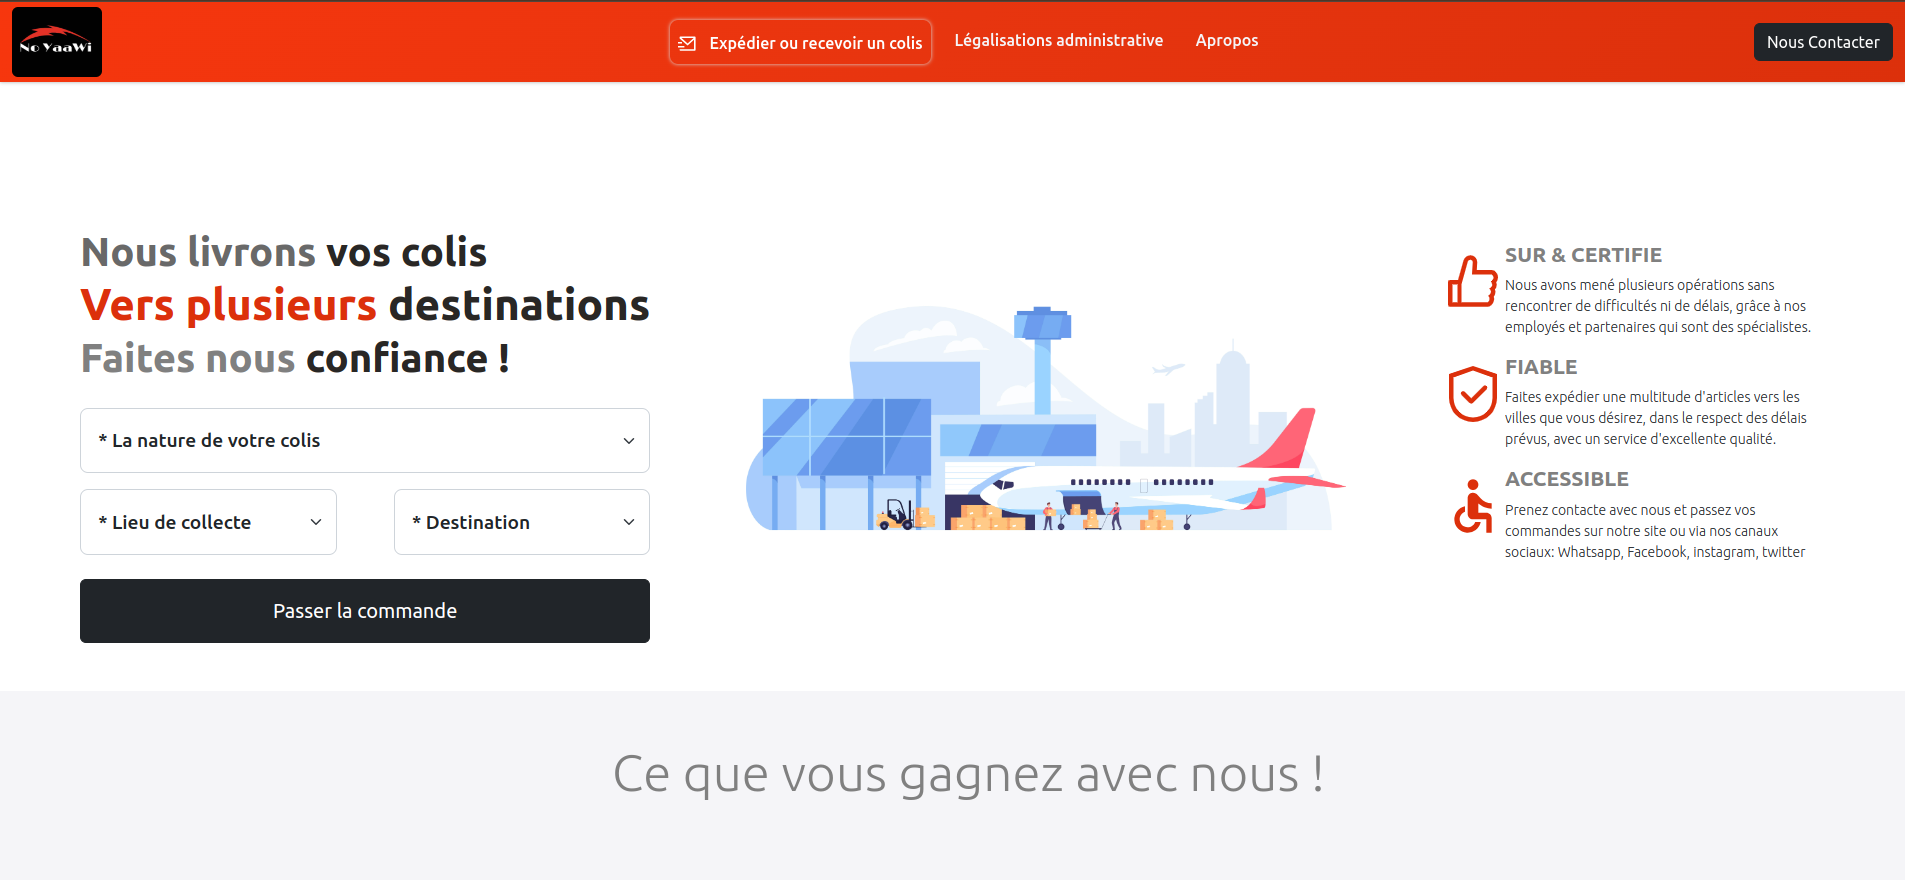 No YaaWi
Expédier ou recevoir un colis
Légalisations administrative
Apropos
Nous Contacter
Nous livrons vos colis
Vers plusieurs destinations
Faites nous confiance !
* La nature de votre colis
* Lieu de collecte
* Destination
Passer la commande
SUR & CERTIFIE
Nous avons mené plusieurs opérations sans
rencontrer de difficultés ni de délais, grâce à nos
employés et partenaires qui sont des spécialistes.
FIABLE
Faites expédier une multitude d'articles vers les
villes que vous désirez, dans le respect des délais
prévus, avec un service d'excellente qualité.
ACCESSIBLE
Prenez contacte avec nous et passez vos
commandes sur notre site ou via nos canaux
sociaux: Whatsapp, Facebook, instagram, twitter
Ce que vous gagnez avec nous !